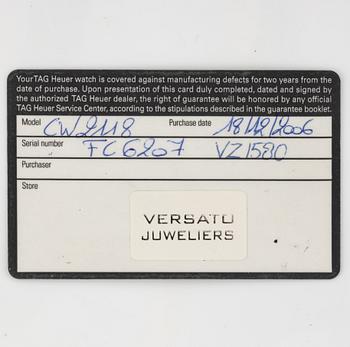 YourTAG Heuer watch is covered against manufacturing defects for two years from the
date of purchase. Upon presentation of this card duly completed, dated and signed by
the authorized TAG Heuer dealer, the right of guarantee will be honored by any official
TAG Heuer Service Center, according to the stipulations described in the guarantee booklet.
Model CW2118 Purchase date 18/12/2006
Serial number FC6207 VZ1580
Purchaser
Store
VERSATO
JUWELIERS